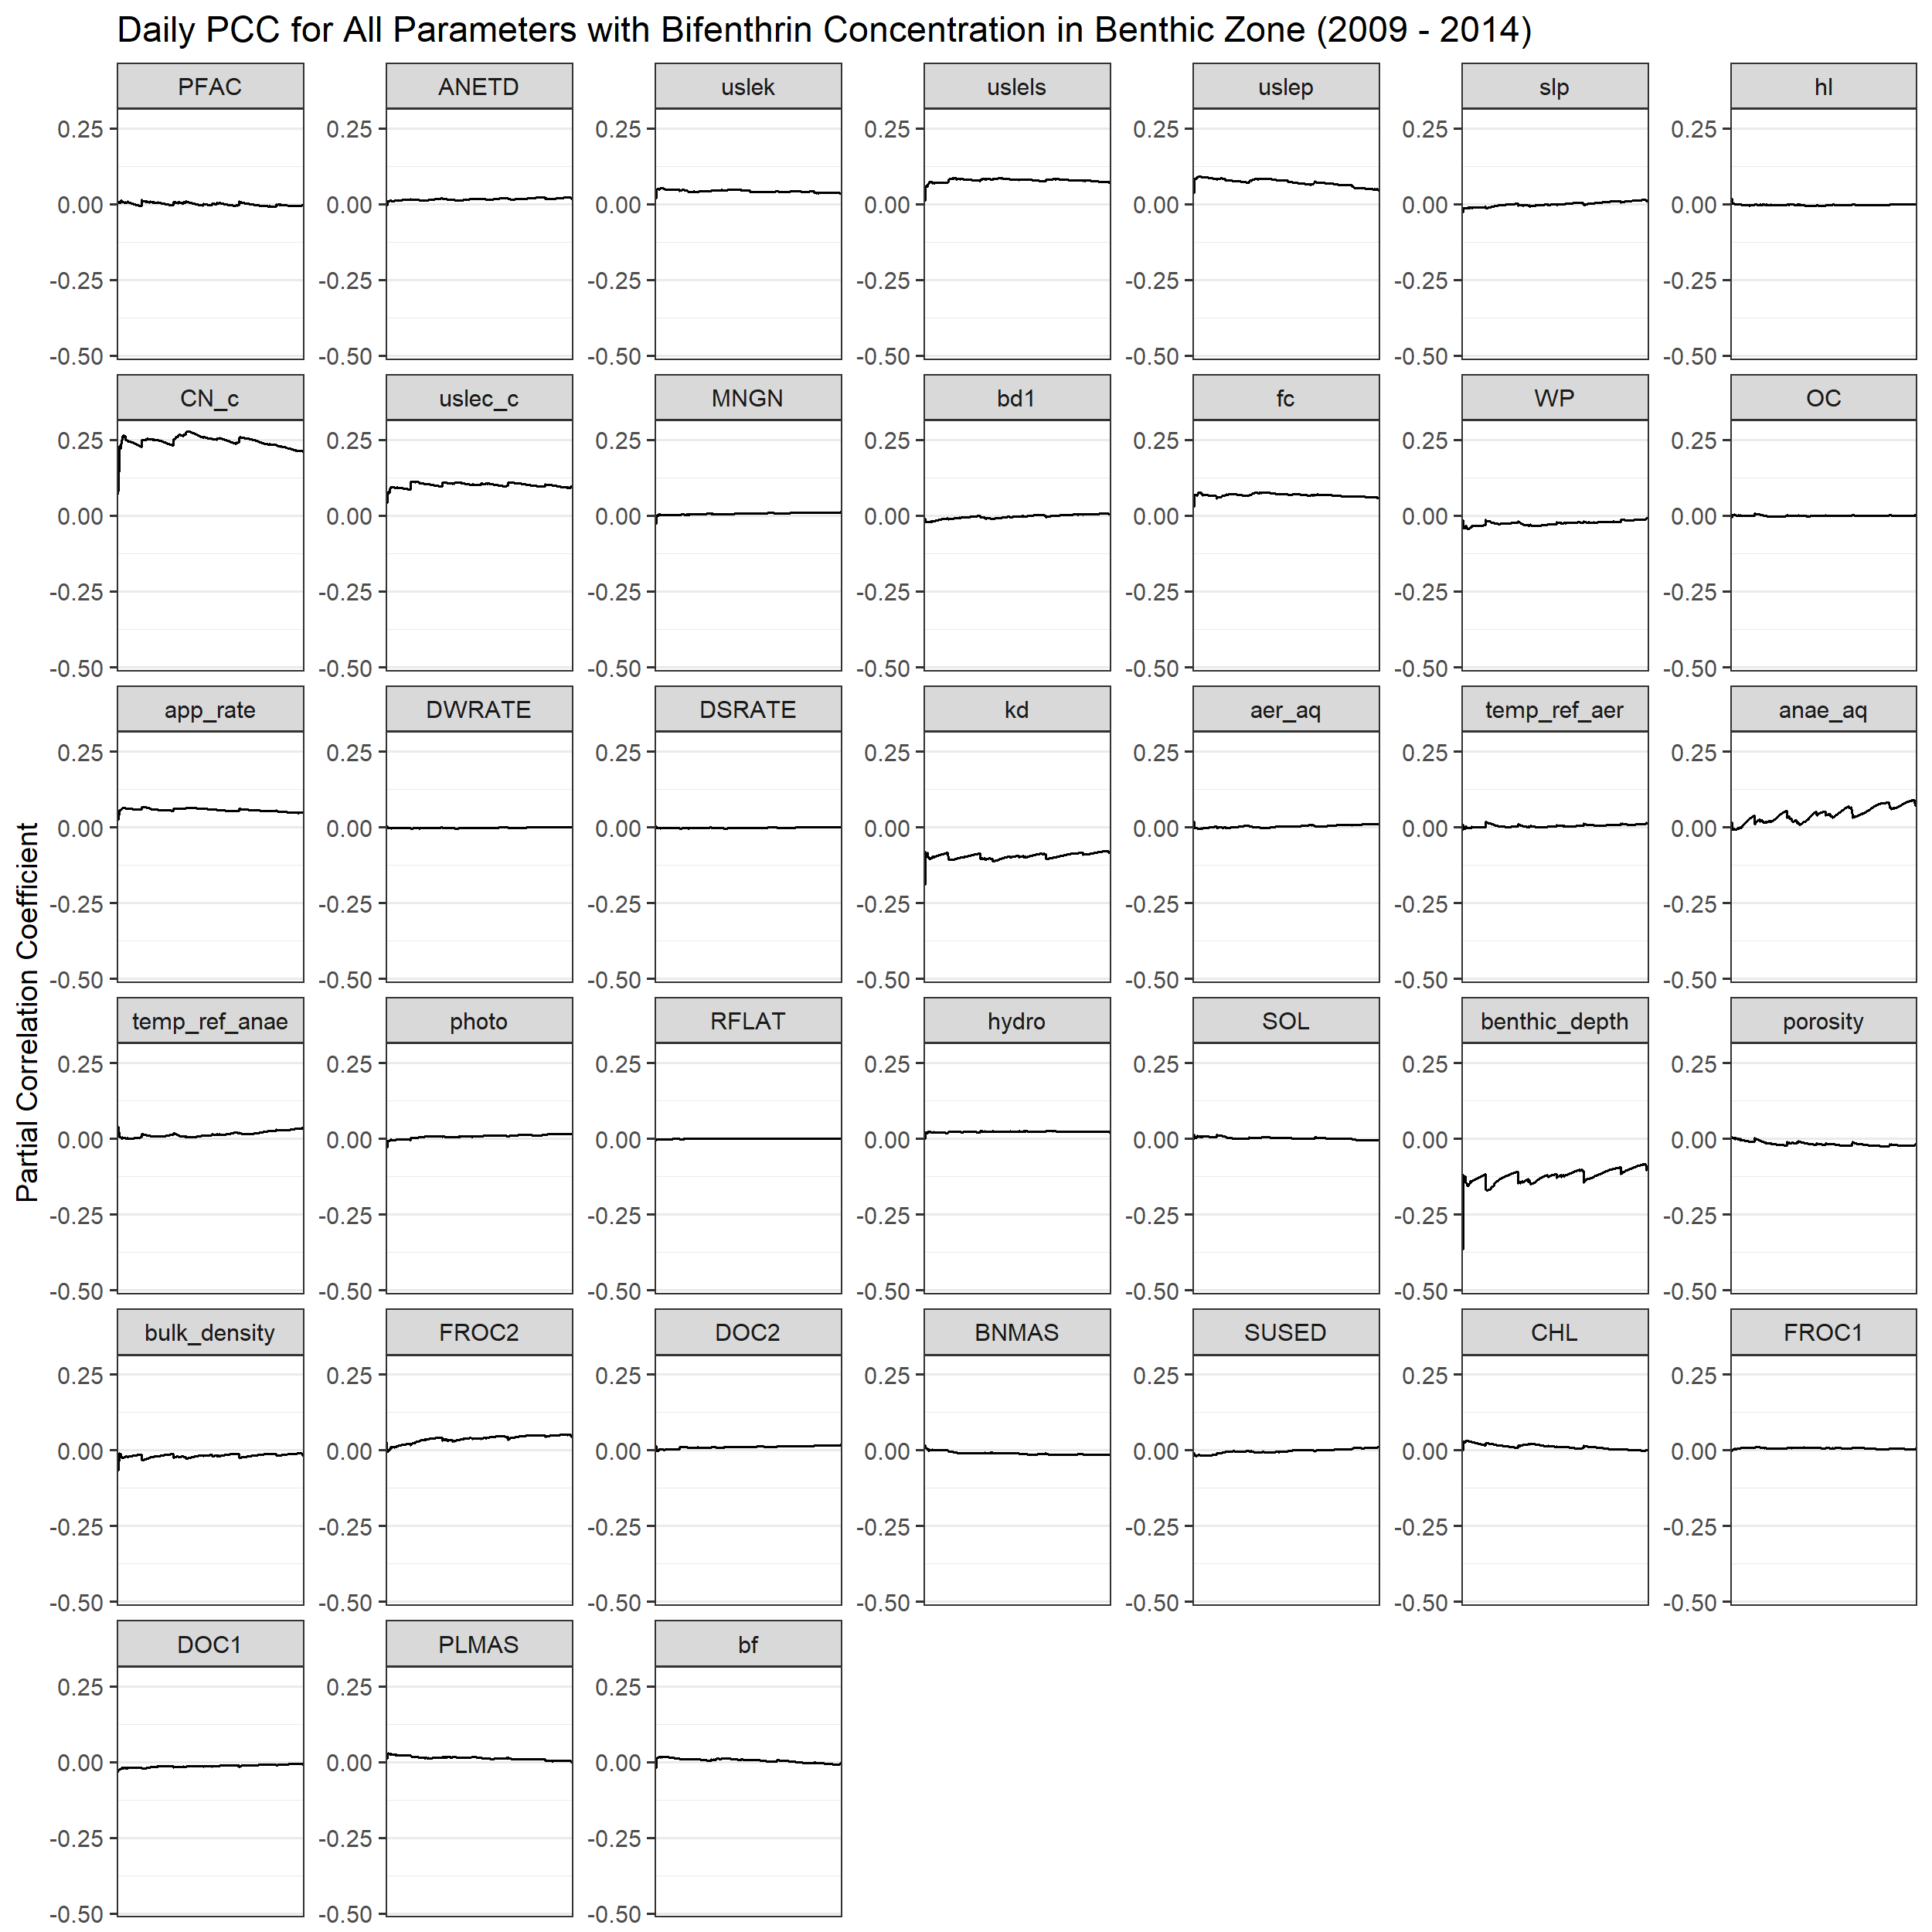 Daily PCC for All Parameters with Bifenthrin Concentration in Benthic Zone (2009 - 2014)
Partial Correlation Coefficient
PFAC ANETD uslek uslels uslep slp hl
0.25 0.25 0.25 0.25 0.25 0.25 0.25
0.00 0.00 0.00 0.00 0.00 0.00 0.00
-0.25 -0.25 -0.25 -0.25 -0.25 -0.25 -0.25
-0.50 -0.50 -0.50 -0.50 -0.50 -0.50 -0.50
CN_c uslec_c MNGN bd1 fc WP OC
0.25 0.25 0.25 0.25 0.25 0.25 0.25
0.00 0.00 0.00 0.00 0.00 0.00 0.00
-0.25 -0.25 -0.25 -0.25 -0.25 -0.25 -0.25
-0.50 -0.50 -0.50 -0.50 -0.50 -0.50 -0.50
app_rate DWRATE DSRATE kd aer_aq temp_ref_aer anae_aq
0.25 0.25 0.25 0.25 0.25 0.25 0.25
0.00 0.00 0.00 0.00 0.00 0.00 0.00
-0.25 -0.25 -0.25 -0.25 -0.25 -0.25 -0.25
-0.50 -0.50 -0.50 -0.50 -0.50 -0.50 -0.50
temp_ref_anae photo RFLAT hydro SOL benthic_depth porosity
0.25 0.25 0.25 0.25 0.25 0.25 0.25
0.00 0.00 0.00 0.00 0.00 0.00 0.00
-0.25 -0.25 -0.25 -0.25 -0.25 -0.25 -0.25
-0.50 -0.50 -0.50 -0.50 -0.50 -0.50 -0.50
bulk_density FROC2 DOC2 BNMAS SUSED CHL FROC1
0.25 0.25 0.25 0.25 0.25 0.25 0.25
0.00 0.00 0.00 0.00 0.00 0.00 0.00
-0.25 -0.25 -0.25 -0.25 -0.25 -0.25 -0.25
-0.50 -0.50 -0.50 -0.50 -0.50 -0.50 -0.50
DOC1 PLMAS bf
0.25 0.25 0.25
0.00 0.00 0.00
-0.25 -0.25 -0.25
-0.50 -0.50 -0.50